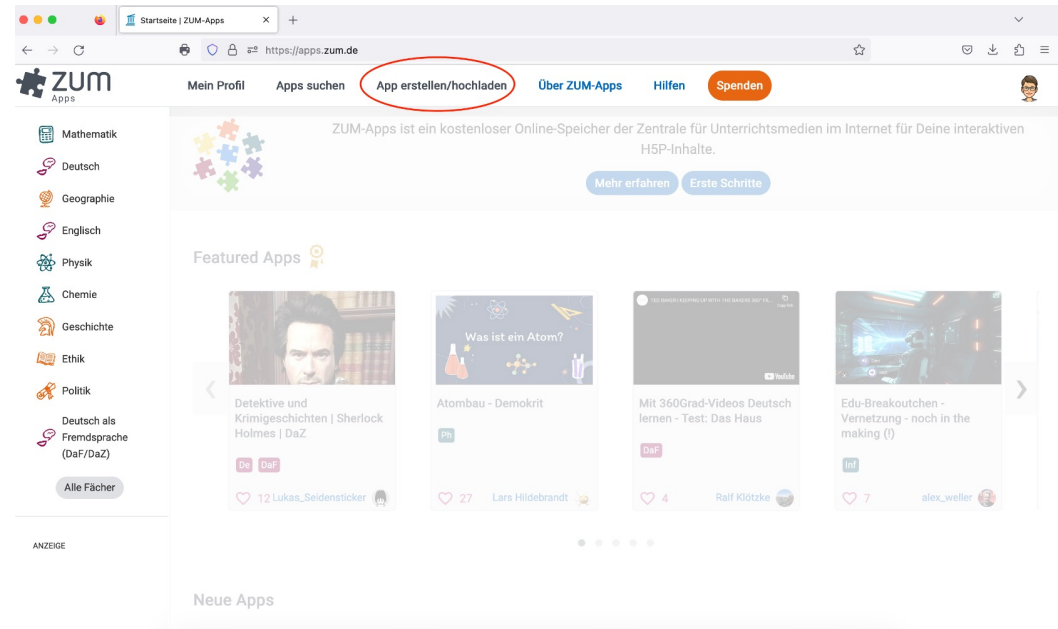 Startseite | ZUM-Apps
https://apps.zum.de
ZUM
Apps
Mein Profil
Apps suchen
App erstellen/hochladen
Über ZUM-Apps
Hilfen
Spenden
Mathematik
Deutsch
Geographie
Englisch
Physik
Chemie
Geschichte
Ethik
Politik
Deutsch als
Fremdsprache
(DaF/DaZ)
Alle Fächer
ANZEIGE
ZUM-Apps ist ein kostenloser Online-Speicher der Zentrale für Unterrichtsmedien im Internet für Deine interaktiven
H5P-Inhalte.
Mehr erfahren
Erste Schritte
Featured Apps
Detektive und
Krimigeschichten | Sherlock
Holmes | DaZ
De DaF
12 Lukas_Seidensticker
Was ist ein Atom?
Atombau - Demokrit
Ph
27 Lars Hildebrandt
YouTube
Mit 360Grad-Videos Deutsch
lernen - Test: Das Haus
DaF
4 Ralf Klötzke
Edu-Breakoutchen -
Vernetzung - noch in the
making (!)
Inf
7 alex_weller
Neue Apps